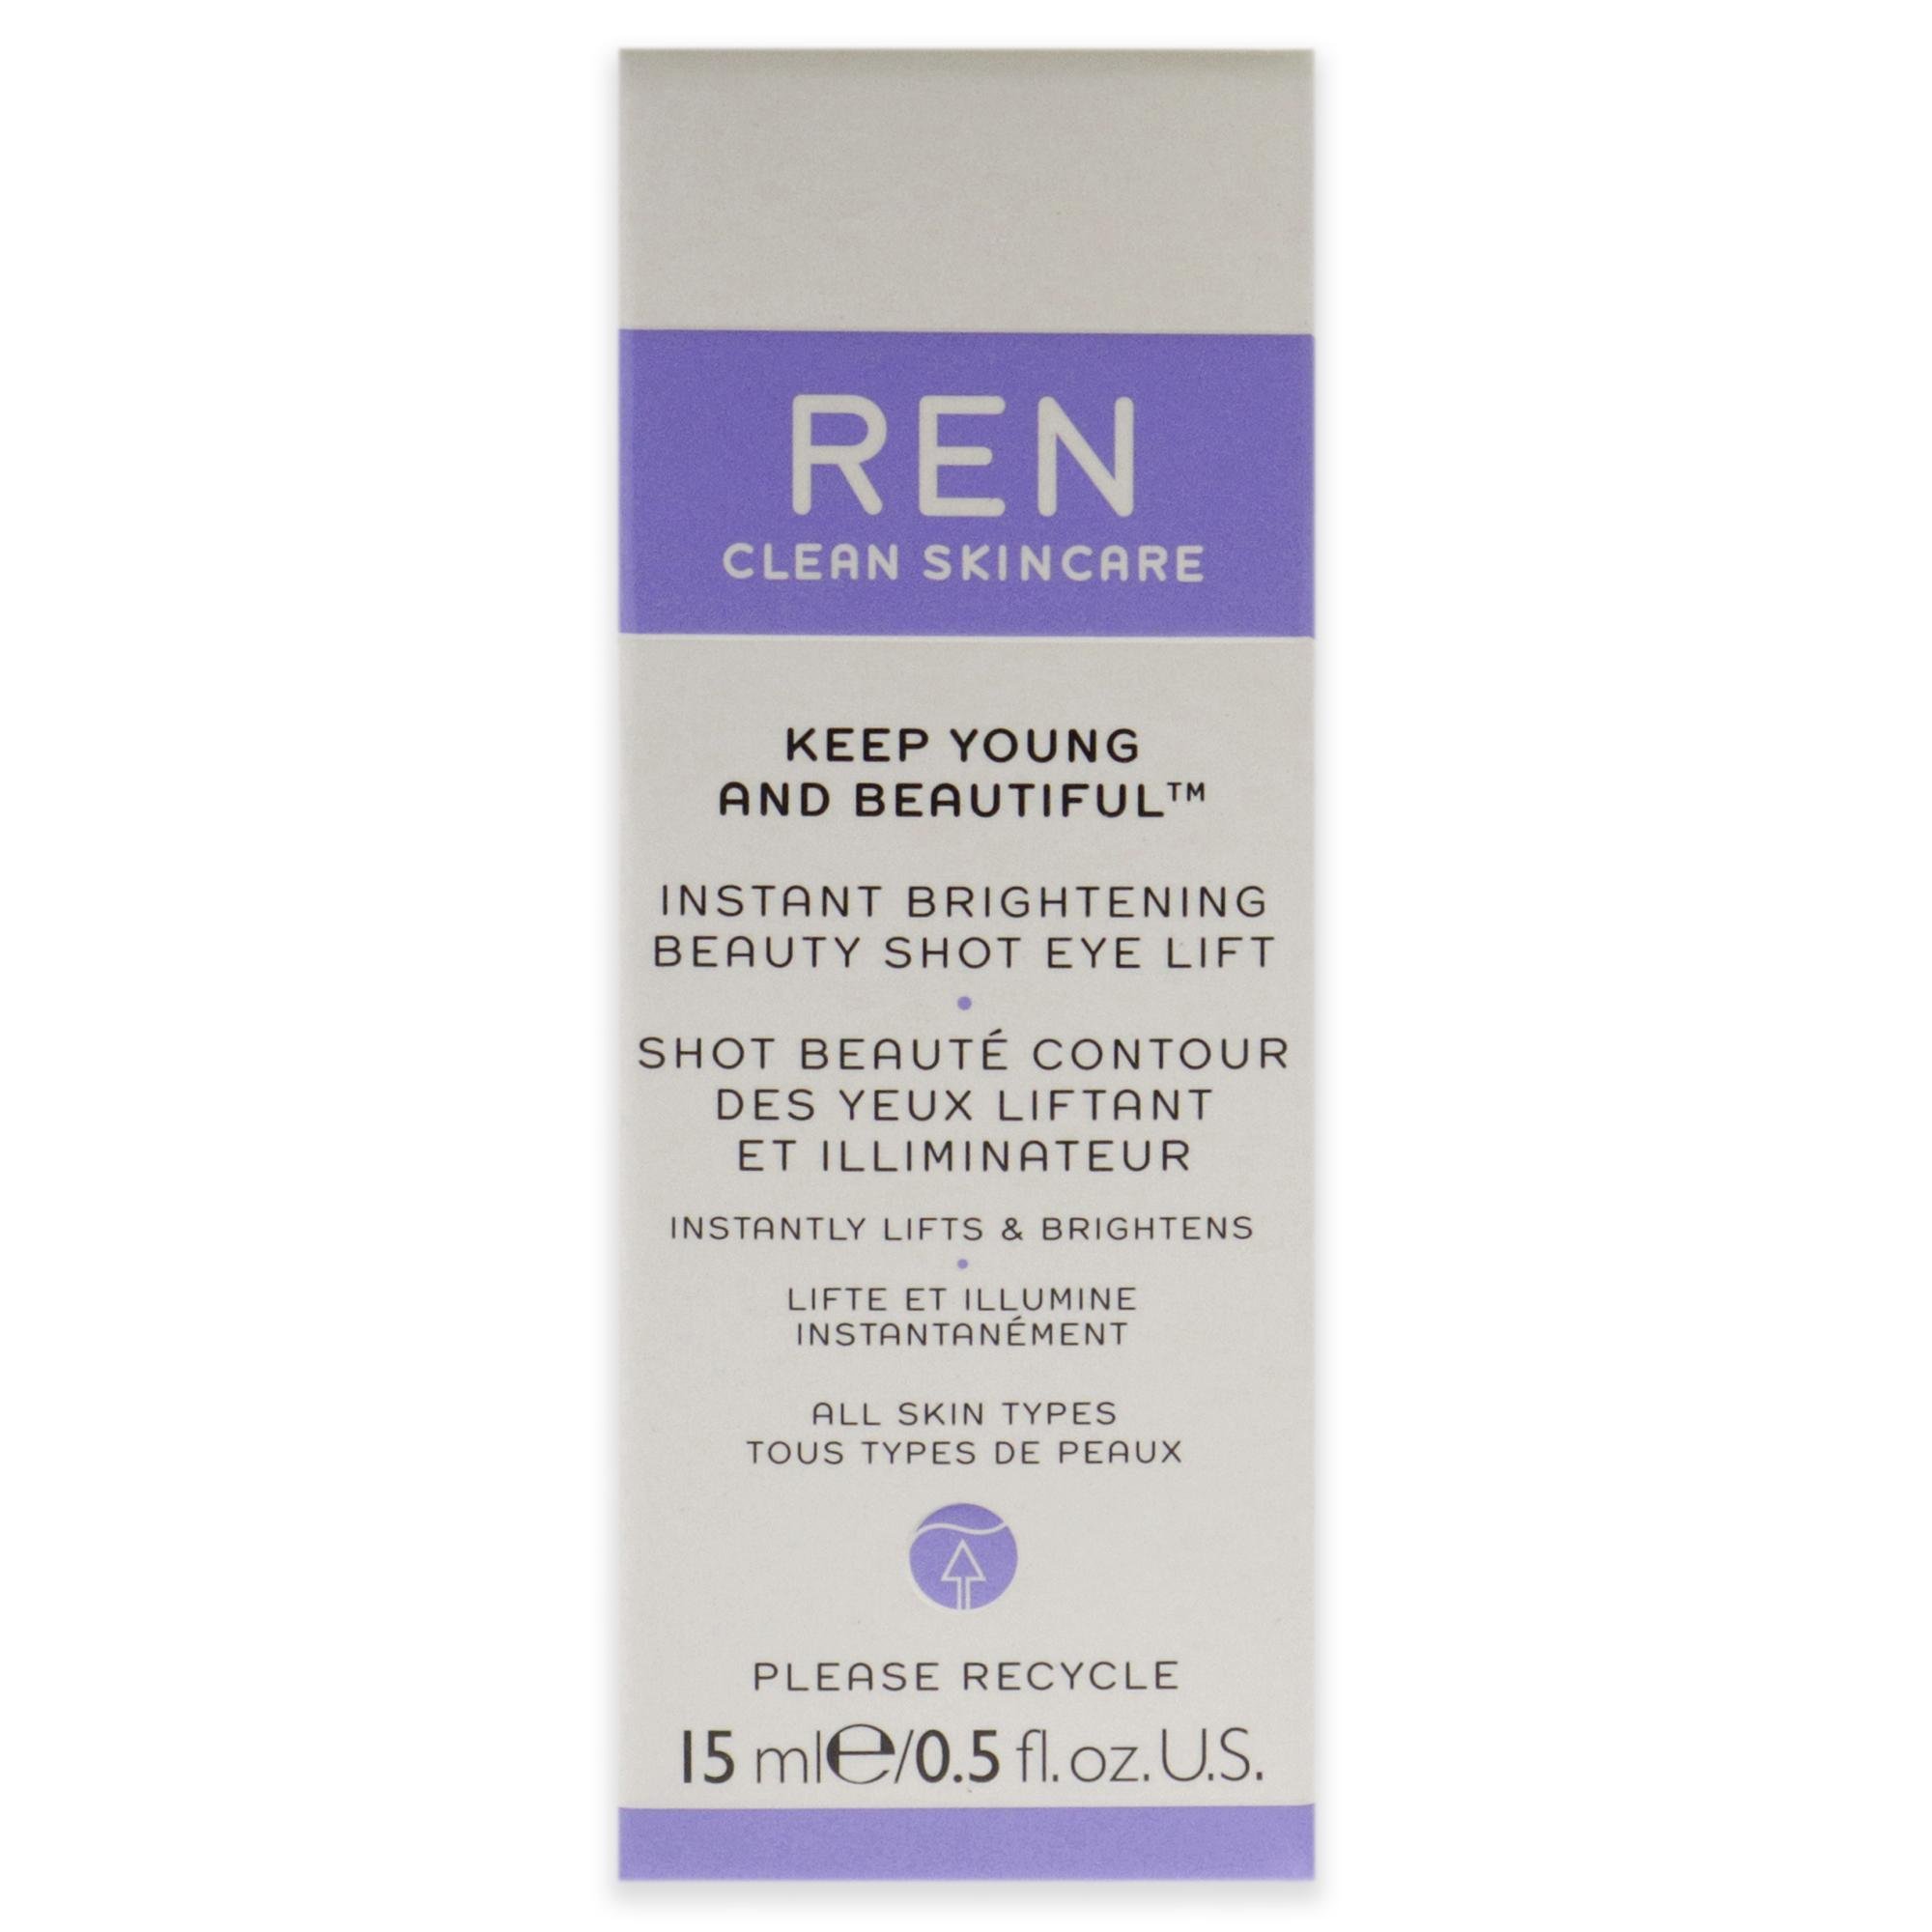 REN
CLEAN SKINCARE
KEEP YOUNG
AND BEAUTIFUL™
INSTANT BRIGHTENING
BEAUTY SHOT EYE LIFT
•
SHOT BEAUTÉ CONTOUR
DES YEUX LIFTANT
ET ILLIMINATEUR
INSTANTLY LIFTS & BRIGHTENS
•
LIFTE ET ILLUMINE
INSTANTANÉMENT
ALL SKIN TYPES
TOUS TYPES DE PEAUX
PLEASE RECYCLE
15 ml℮/0.5 fl.oz.U.S.